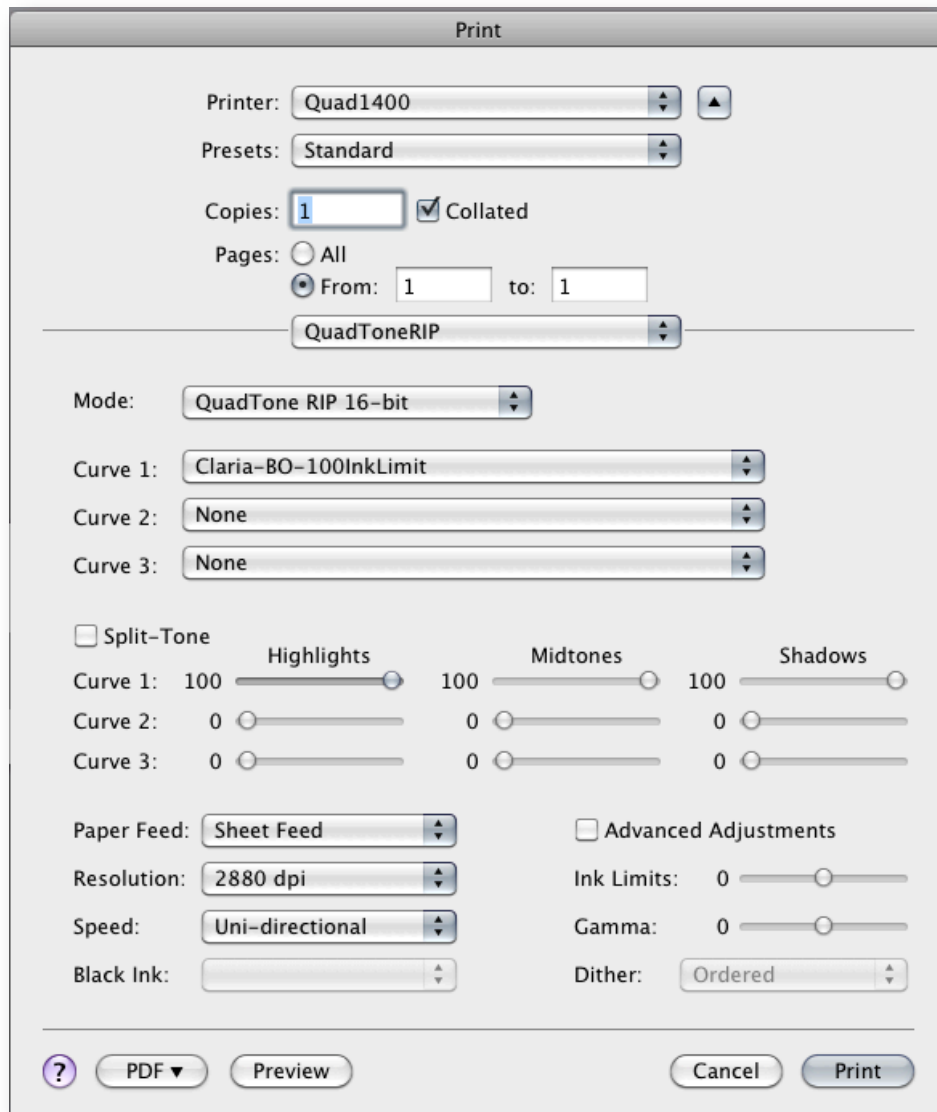 Print
Printer: Quad1400
Presets: Standard
Copies: 1 Collated
Pages: All
From: 1 to: 1
QuadToneRIP
Mode: QuadTone RIP 16-bit
Curve 1: Claria-BO-100InkLimit
Curve 2: None
Curve 3: None
Split-Tone
Highlights Midtones Shadows
Curve 1: 100 100 100
Curve 2: 0 0 0
Curve 3: 0 0 0
Paper Feed: Sheet Feed Advanced Adjustments
Resolution: 2880 dpi Ink Limits: 0
Speed: Uni-directional Gamma: 0
Black Ink: Dither: Ordered
? PDF ▼ Preview Cancel Print